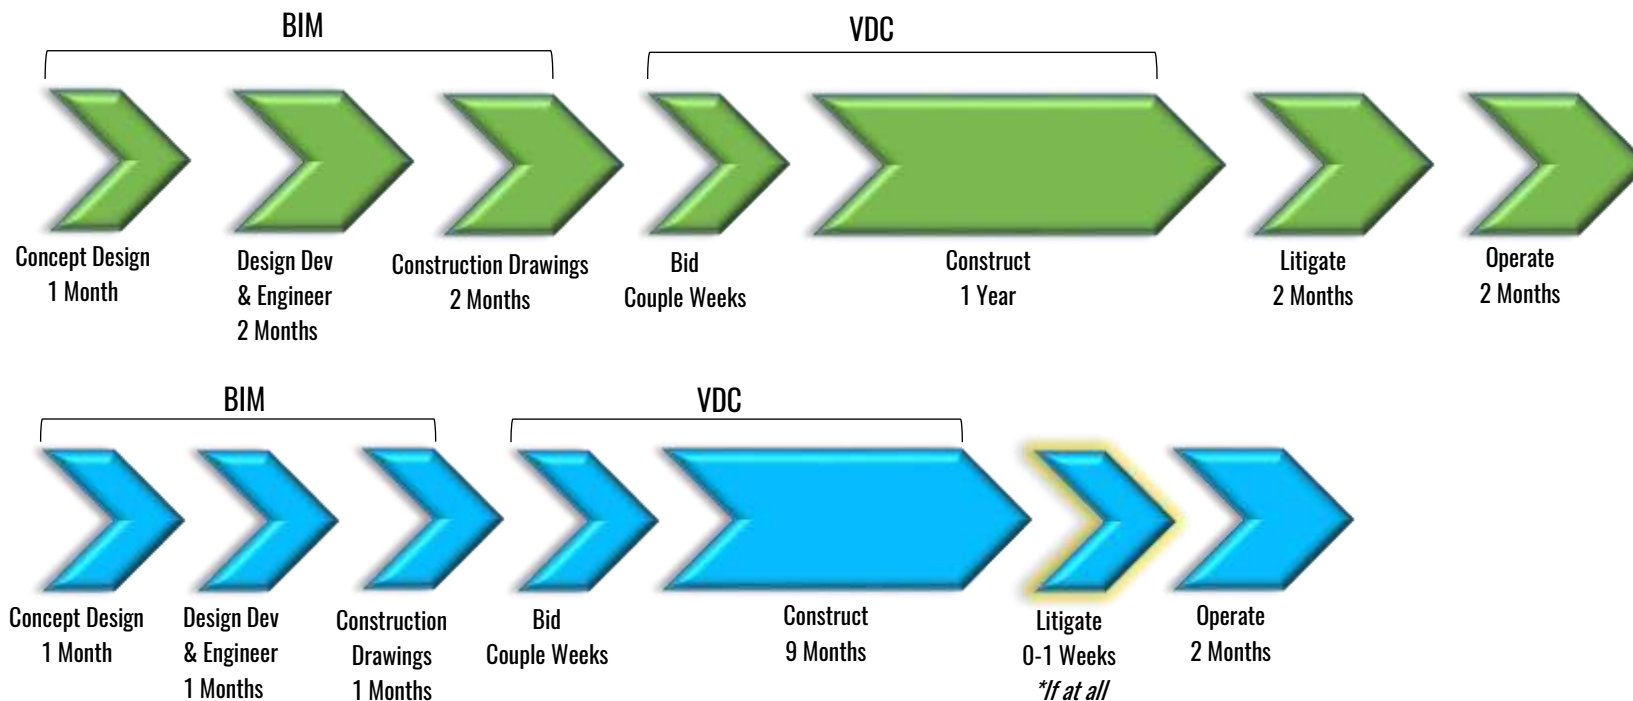 BIM
VDC
Concept Design
1 Month
Design Dev
& Engineer
2 Months
Construction Drawings
2 Months
Bid
Couple Weeks
Construct
1 Year
Litigate
2 Months
Operate
2 Months
BIM
VDC
Concept Design
1 Month
Design Dev
& Engineer
1 Months
Construction
Drawings
1 Months
Bid
Couple Weeks
Construct
9 Months
Litigate
0-1 Weeks
*If at all
Operate
2 Months